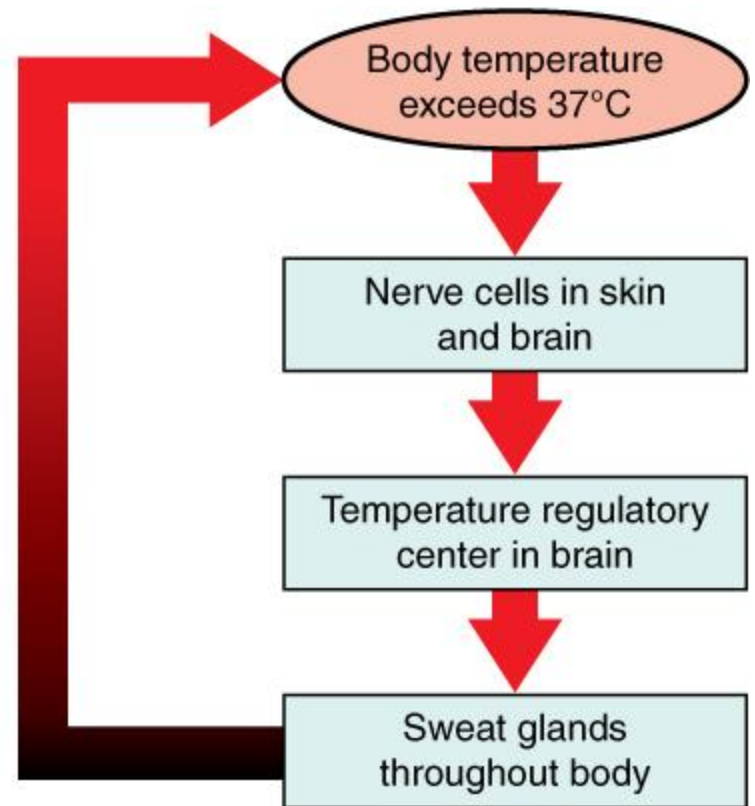 Body temperature
exceeds 37°C
Nerve cells in skin
and brain
Temperature regulatory
center in brain
Sweat glands
throughout body